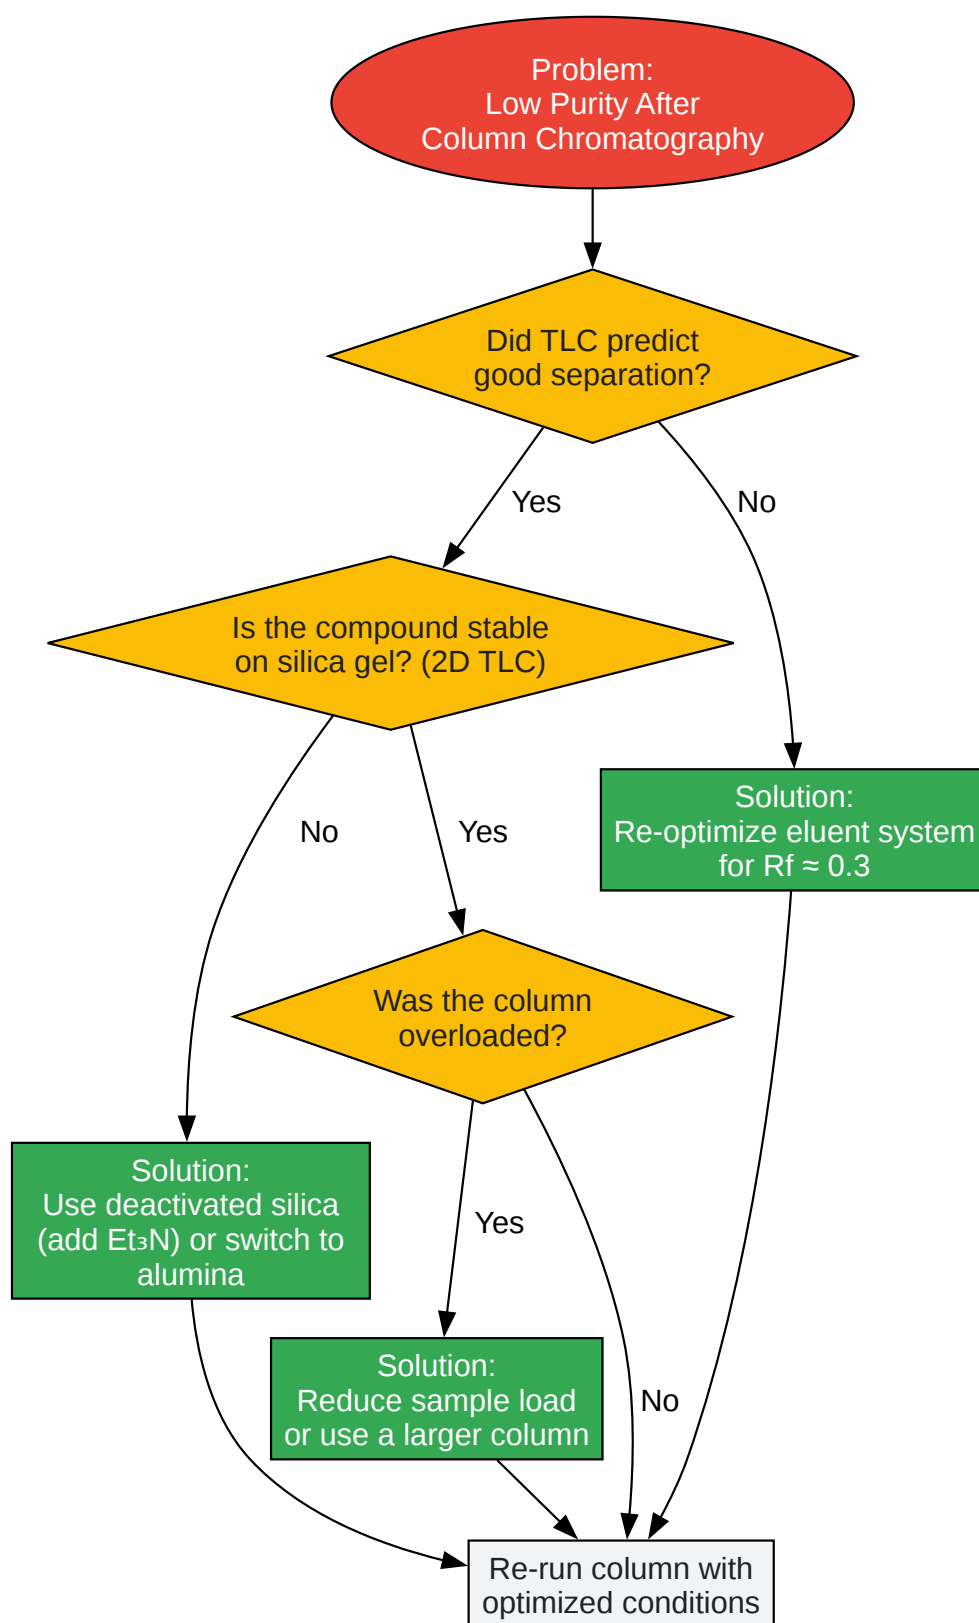 Problem:
Low Purity After
Column Chromatography
Did TLC predict
good separation?
Yes
No
Is the compound stable
on silica gel? (2D TLC)
Solution:
Re-optimize eluent system
for Rf ≈ 0.3
No
Yes
Was the column
overloaded?
Solution:
Use deactivated silica
(add Et₃N) or switch to
alumina
Yes
Solution:
Reduce sample load
or use a larger column
No
Re-run column with
optimized conditions